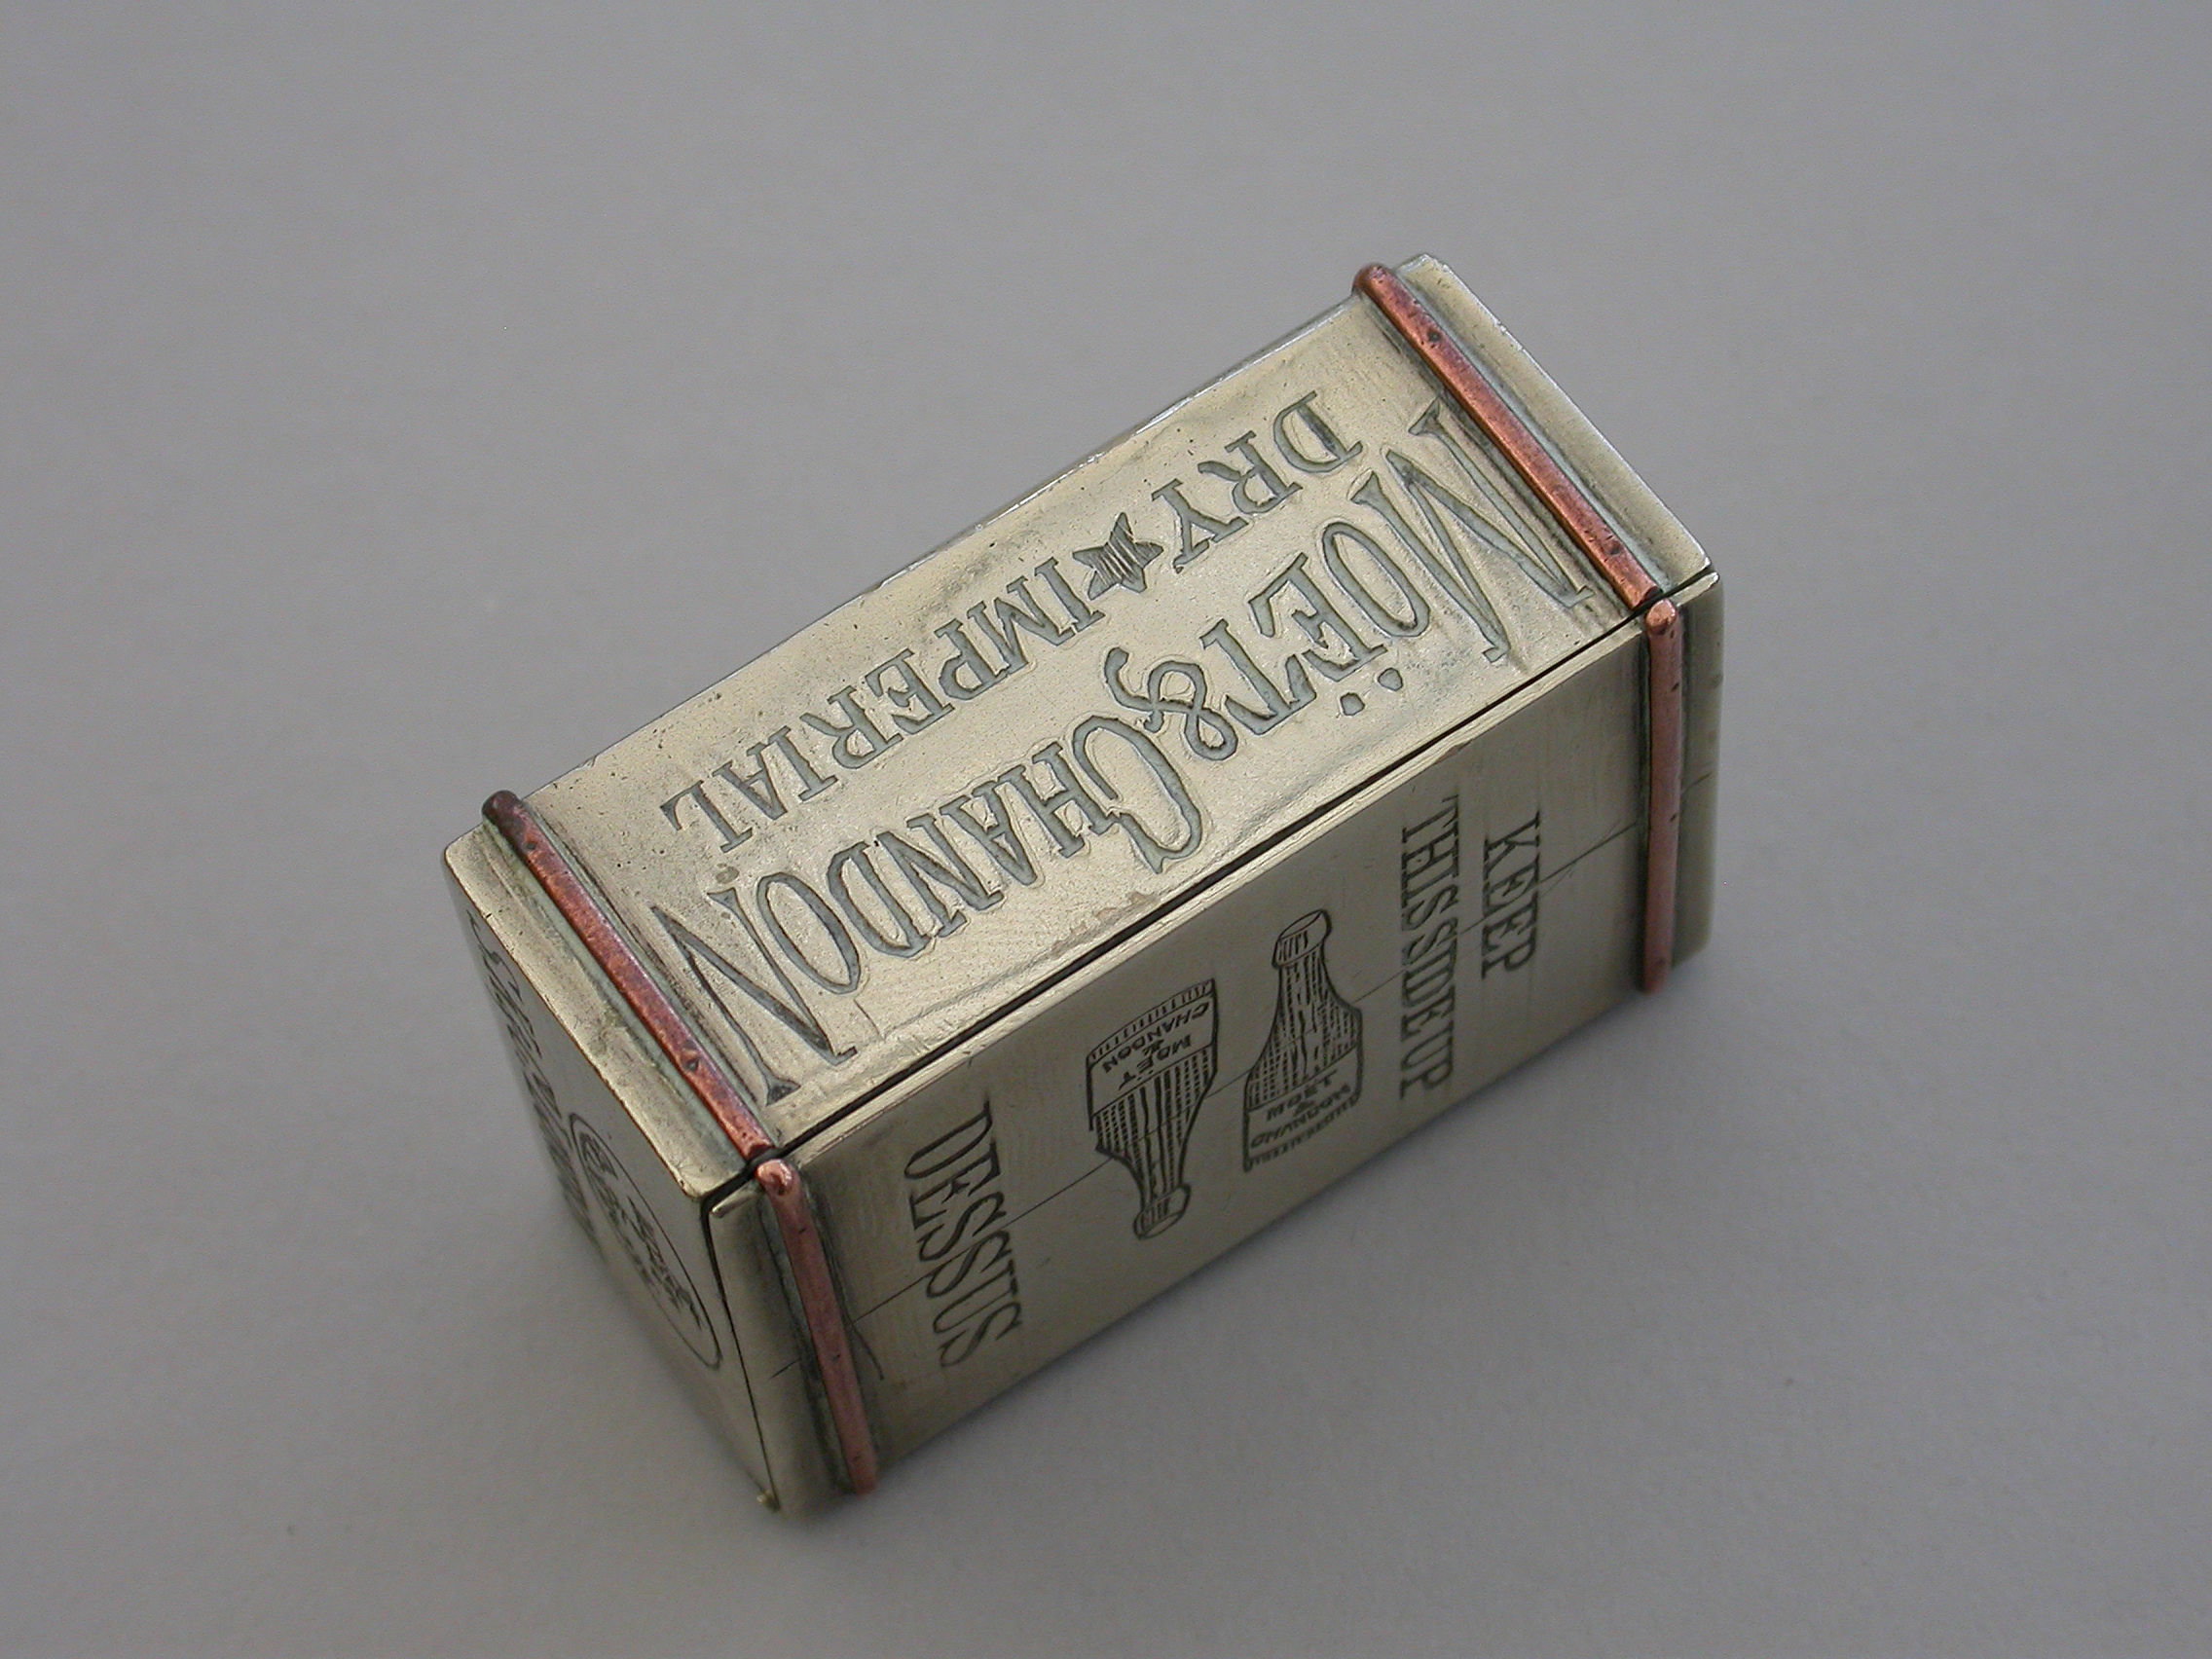 MOËT & CHANDON
DRY ★ IMPERIAL
KEEP
THIS SIDE UP
MOËT
&
CHANDON
MOËT
&
CHANDON
DESSUS